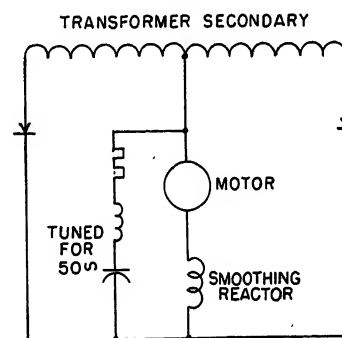 TRANSFORMER SECONDARY
MOTOR
TUNED
FOR
50∽
SMOOTHING
REACTOR